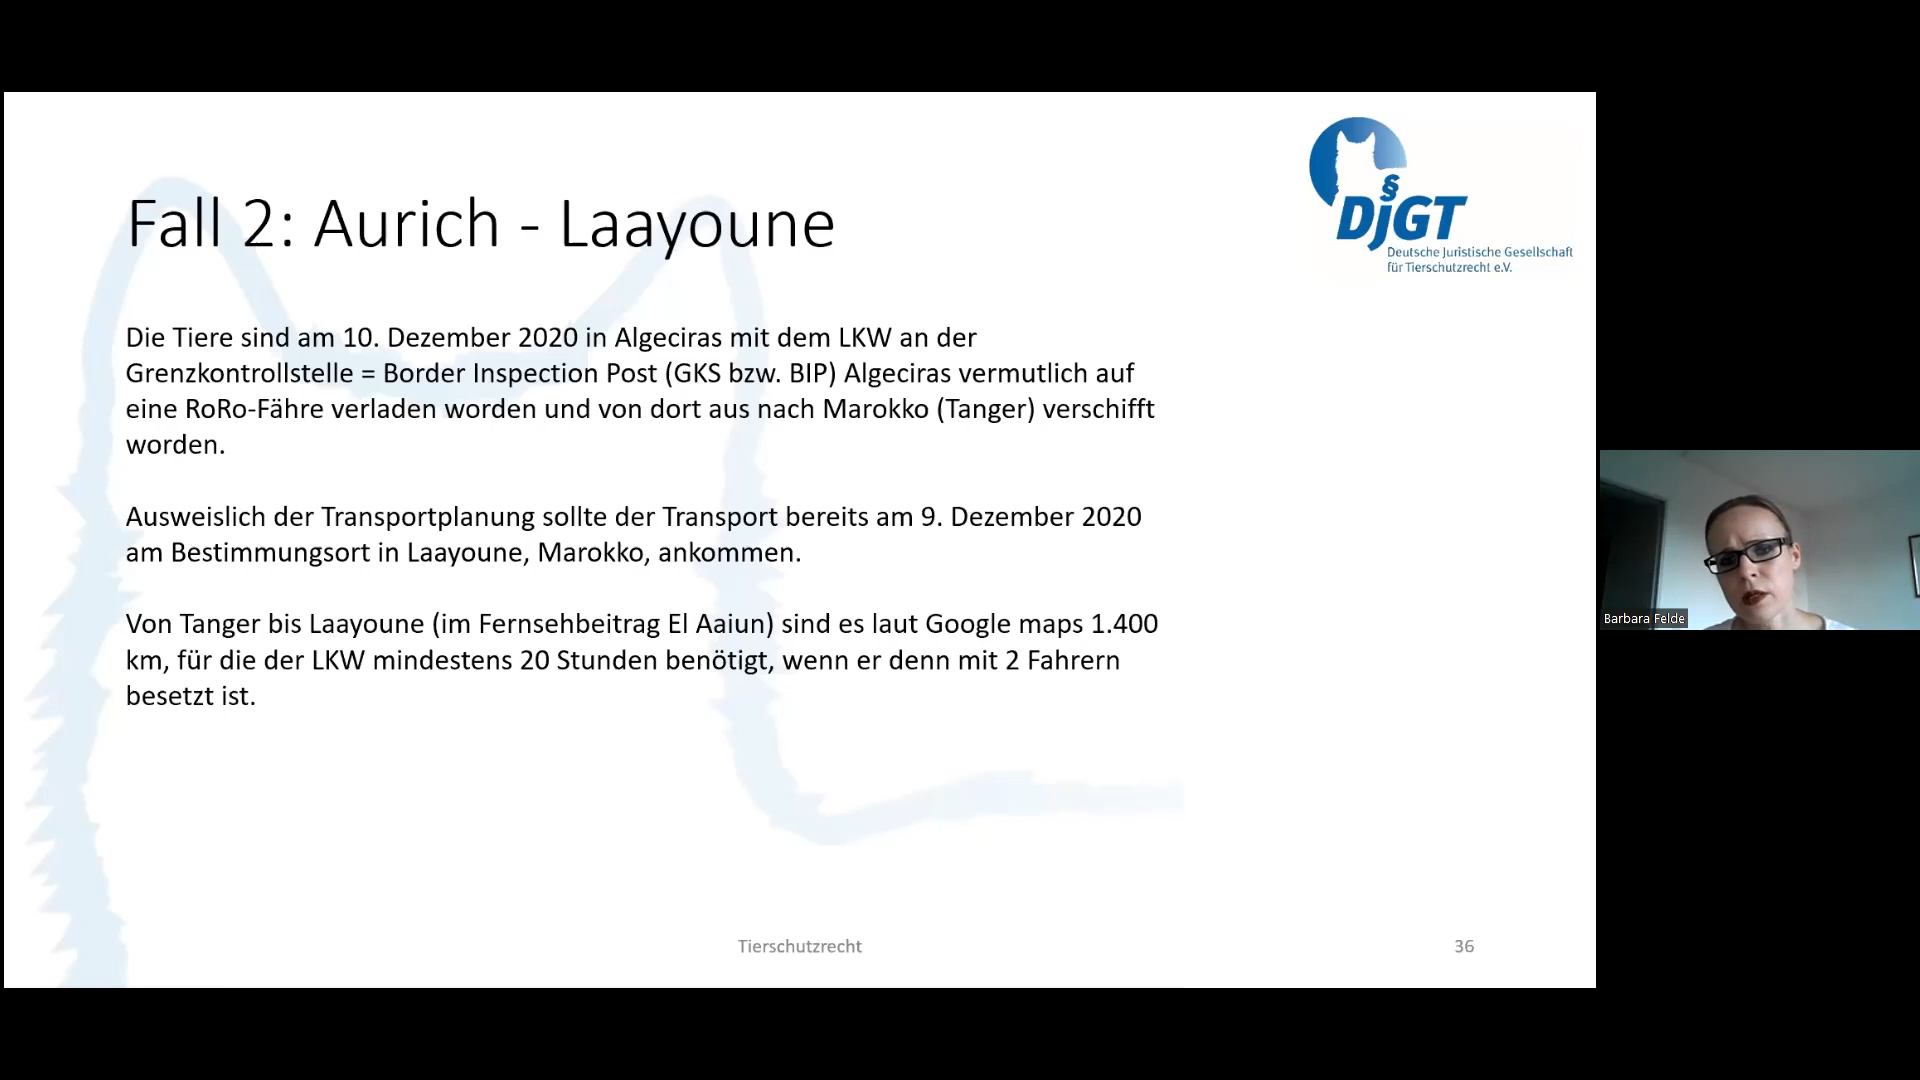 §
DJGT
Deutsche Juristische Gesellschaft
für Tierschutzrecht e.V.
Fall 2: Aurich - Laayoune
Die Tiere sind am 10. Dezember 2020 in Algeciras mit dem LKW an der
Grenzkontrollstelle = Border Inspection Post (GKS bzw. BIP) Algeciras vermutlich auf
eine RoRo-Fähre verladen worden und von dort aus nach Marokko (Tanger) verschifft
worden.
Ausweislich der Transportplanung sollte der Transport bereits am 9. Dezember 2020
am Bestimmungsort in Laayoune, Marokko, ankommen.
Von Tanger bis Laayoune (im Fernsehbeitrag El Aaiun) sind es laut Google maps 1.400
km, für die der LKW mindestens 20 Stunden benötigt, wenn er denn mit 2 Fahrern
besetzt ist.
Barbara Felde
Tierschutzrecht
36